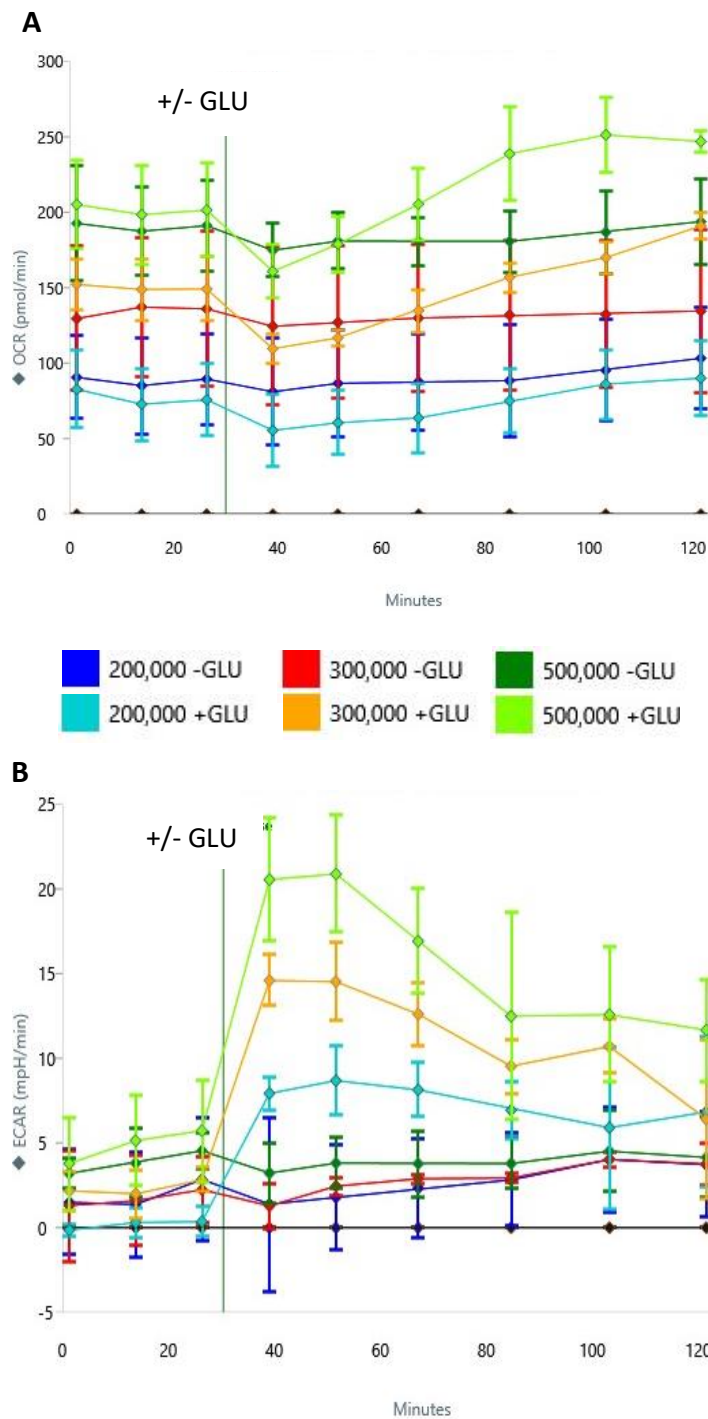 A
300
+/- GLU
250
200
150
100
50
0
◆ OCR (pmol/min)
0 20 40 60 80 100 120
Minutes
200,000 -GLU 300,000 -GLU 500,000 -GLU
200,000 +GLU 300,000 +GLU 500,000 +GLU
B
25
+/- GLU
20
15
10
5
0
-5
◆ ECAR (mpH/min)
0 20 40 60 80 100 120
Minutes